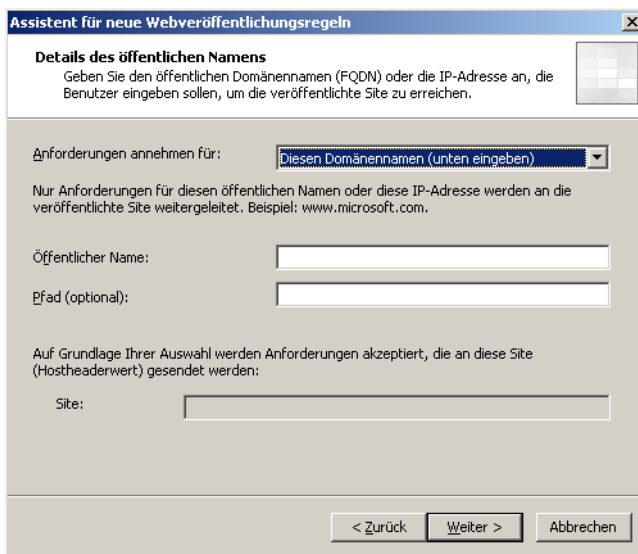 Assistent für neue Webveröffentlichungsregeln
Details des öffentlichen Namens
Geben Sie den öffentlichen Domänennamen (FQDN) oder die IP-Adresse an, die
Benutzer eingeben sollen, um die veröffentlichte Site zu erreichen.
Anforderungen annehmen für:
Diesen Domänennamen (unten eingeben)
Nur Anforderungen für diesen öffentlichen Namen oder diese IP-Adresse werden an die
veröffentlichte Site weitergeleitet. Beispiel: www.microsoft.com.
Öffentlicher Name:
Pfad (optional):
Auf Grundlage Ihrer Auswahl werden Anforderungen akzeptiert, die an diese Site
(Hostheaderwert) gesendet werden:
Site:
< Zurück
Weiter >
Abbrechen